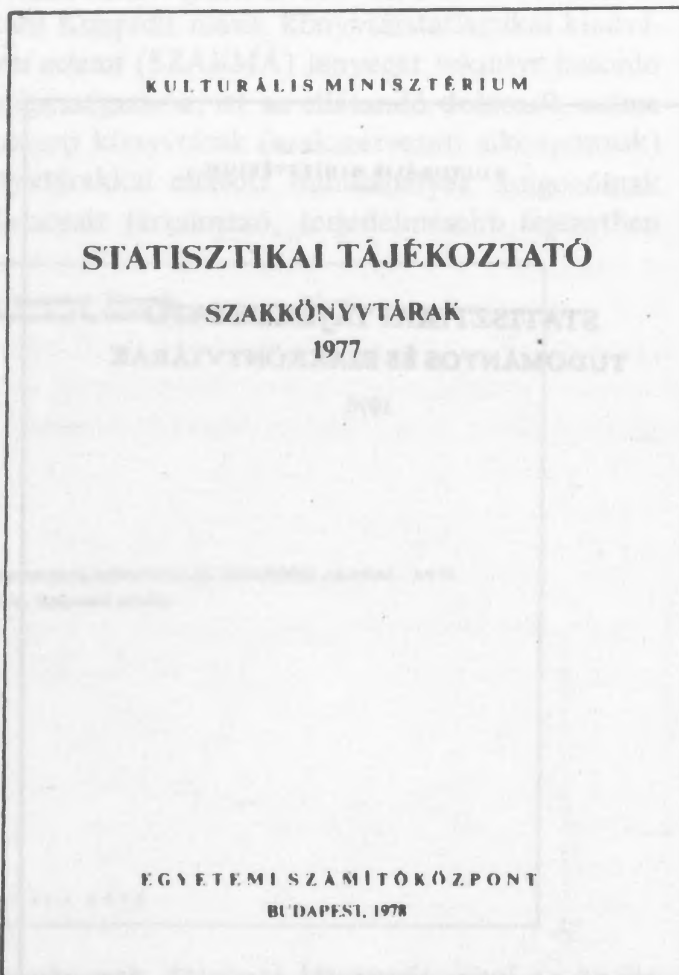 KULTURÁLIS MINISZTÉRIUM
STATISZTIKAI TÁJÉKOZTATÓ
SZAKKÖNYVTÁRAK
1977
EGYETEMI SZÁMÍTÓKÖZPONT
BUDAPEST, 1978